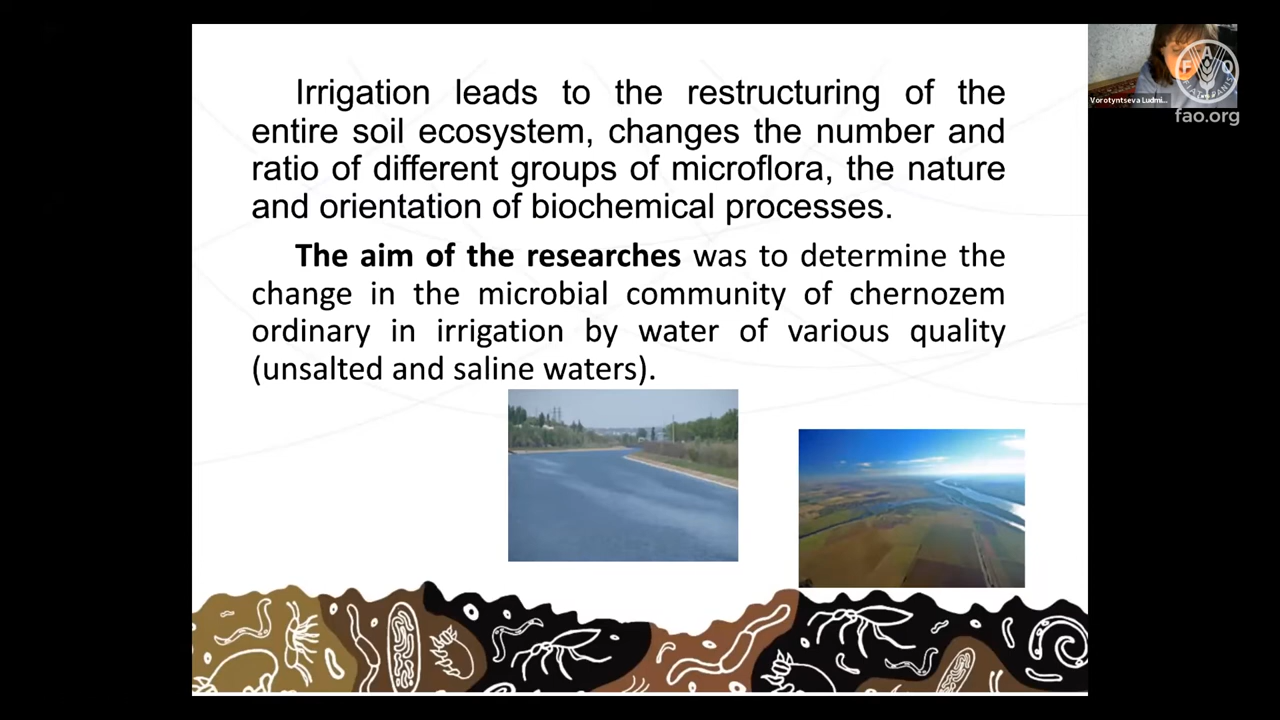 Irrigation leads to the restructuring of the
entire soil ecosystem, changes the number and
ratio of different groups of microflora, the nature
and orientation of biochemical processes.
The aim of the researches was to determine the
change in the microbial community of chernozem
ordinary in irrigation by water of various quality
(unsalted and saline waters).
Vorotyntseva Ludmi...
F A O
fao.org